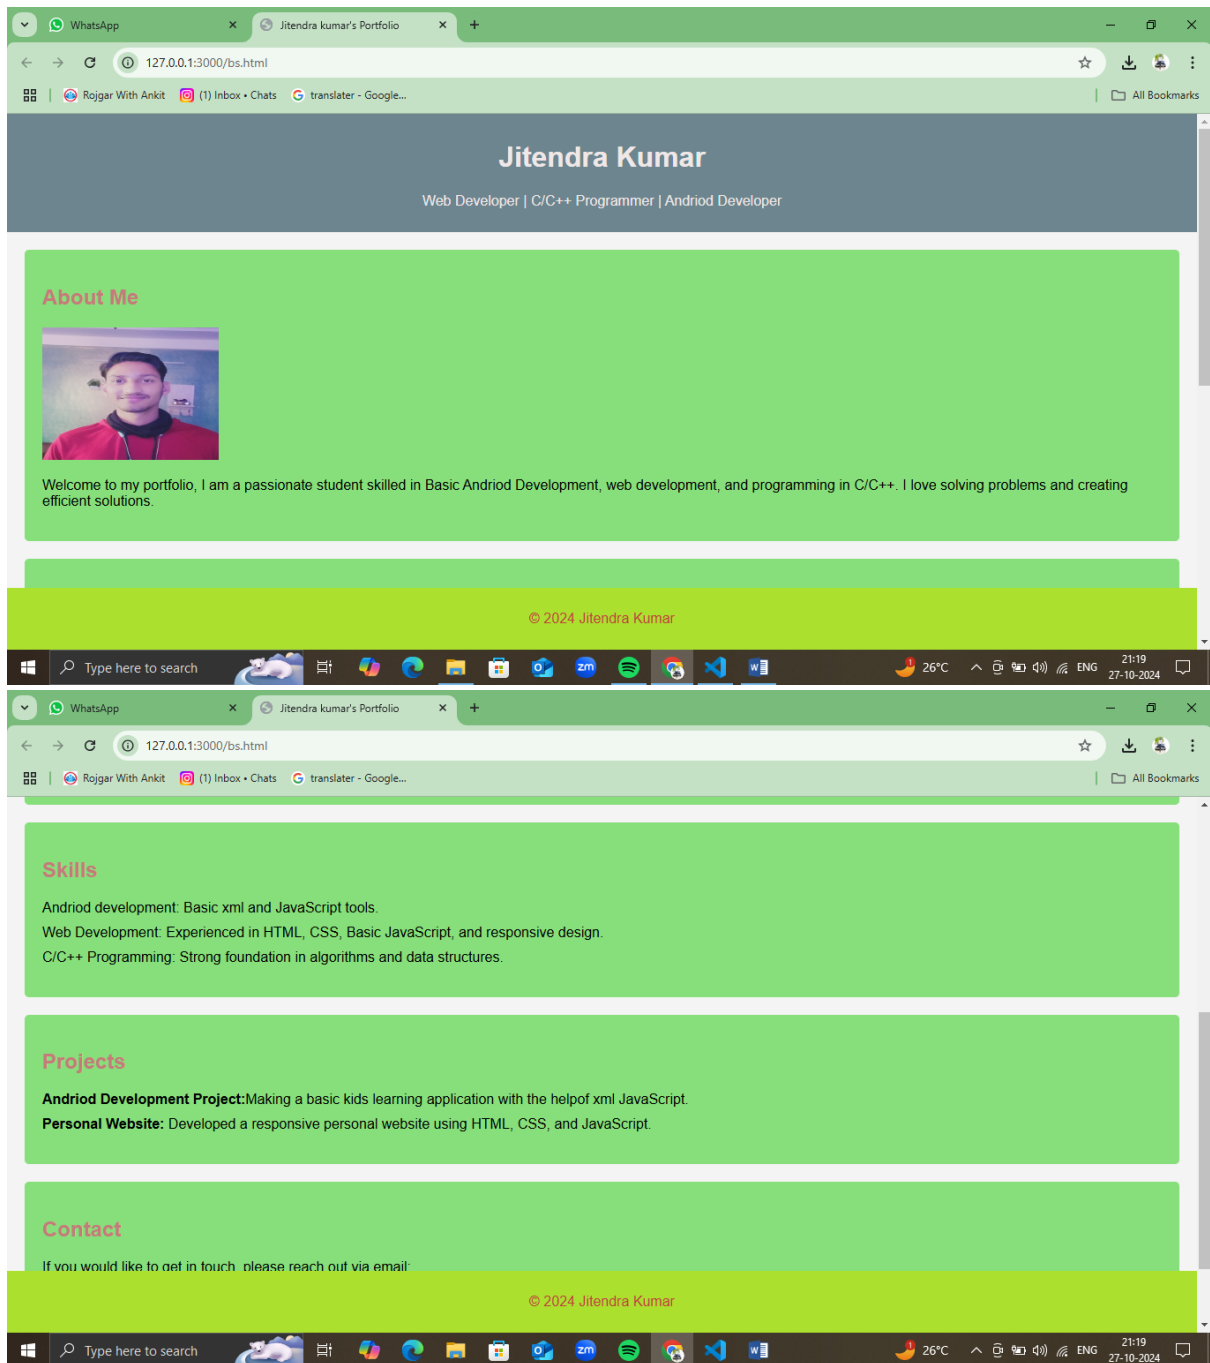 WhatsApp
Jitendra kumar's Portfolio
127.0.0.1:3000/bs.html
Rojgar With Ankit
(1) Inbox • Chats
translater - Google...
All Bookmarks
Jitendra Kumar
Web Developer | C/C++ Programmer | Andriod Developer
About Me
Welcome to my portfolio, I am a passionate student skilled in Basic Andriod Development, web development, and programming in C/C++. I love solving problems and creating
efficient solutions.
© 2024 Jitendra Kumar
Type here to search
zm
W
26°C
ENG
21:19
27-10-2024
WhatsApp
Jitendra kumar's Portfolio
127.0.0.1:3000/bs.html
Rojgar With Ankit
(1) Inbox • Chats
translater - Google...
All Bookmarks
Skills
Andriod development: Basic xml and JavaScript tools.
Web Development: Experienced in HTML, CSS, Basic JavaScript, and responsive design.
C/C++ Programming: Strong foundation in algorithms and data structures.
Projects
Andriod Development Project:Making a basic kids learning application with the helpof xml JavaScript.
Personal Website: Developed a responsive personal website using HTML, CSS, and JavaScript.
Contact
If you would like to get in touch, please reach out via email:
© 2024 Jitendra Kumar
Type here to search
zm
W
26°C
ENG
21:19
27-10-2024